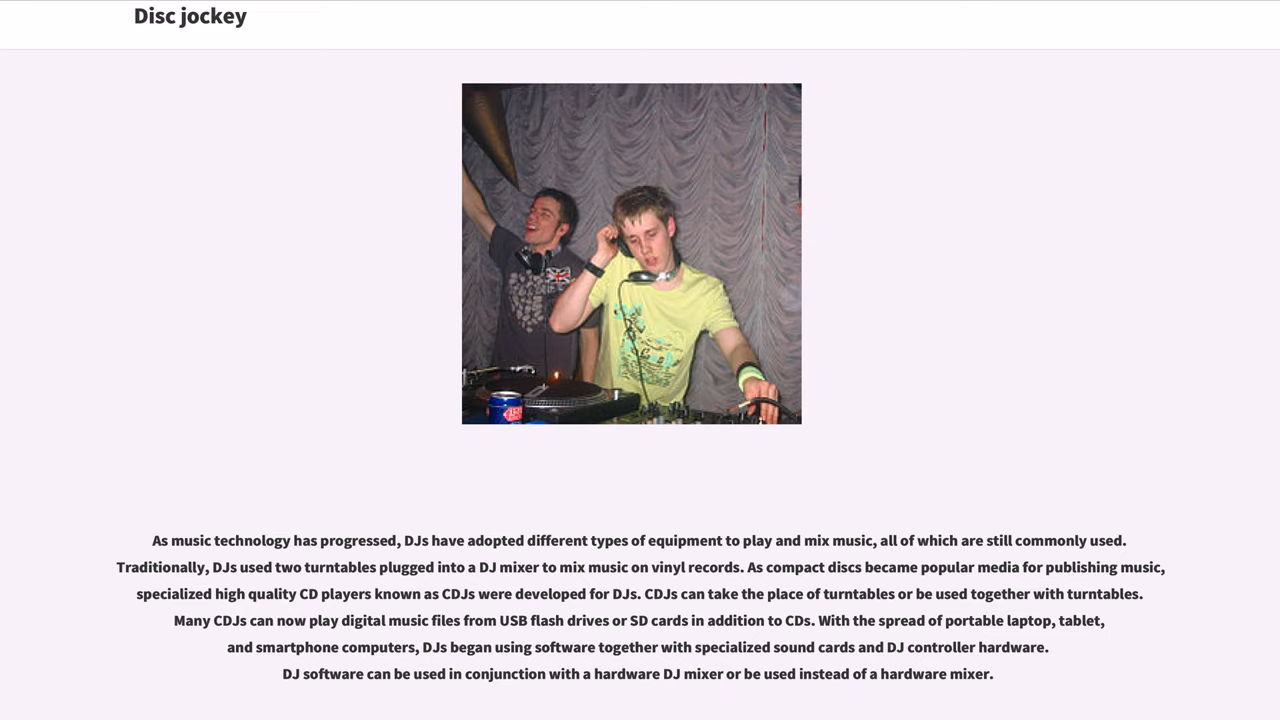 Disc jockey
As music technology has progressed, DJs have adopted different types of equipment to play and mix music, all of which are still commonly used.
Traditionally, DJs used two turntables plugged into a DJ mixer to mix music on vinyl records. As compact discs became popular media for publishing music,
specialized high quality CD players known as CDJs were developed for DJs. CDJs can take the place of turntables or be used together with turntables.
Many CDJs can now play digital music files from USB flash drives or SD cards in addition to CDs. With the spread of portable laptop, tablet,
and smartphone computers, DJs began using software together with specialized sound cards and DJ controller hardware.
DJ software can be used in conjunction with a hardware DJ mixer or be used instead of a hardware mixer.